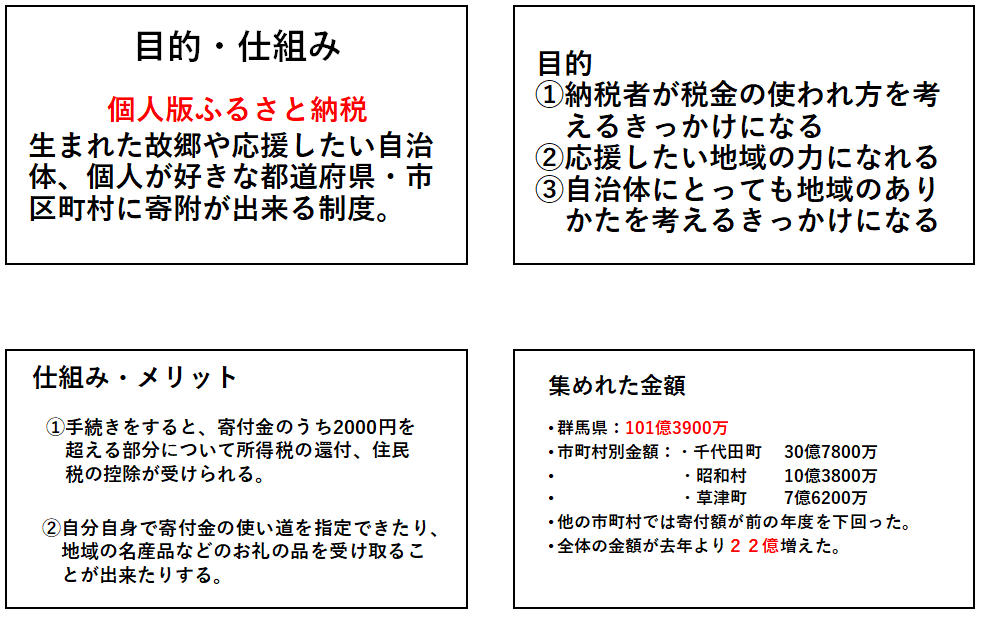 目的・仕組み
個人版ふるさと納税
生まれた故郷や応援したい自治
体、個人が好きな都道府県・市
区町村に寄附が出来る制度。
目的
①納税者が税金の使われ方を考
えるきっかけになる
②応援したい地域の力になれる
③自治体にとっても地域のあり
かたを考えるきっかけになる
仕組み・メリット
①手続きをすると、寄付金のうち2000円を
超える部分について所得税の還付、住民
税の控除が受けられる。
②自分自身で寄付金の使い道を指定できたり、
地域の名産品などのお礼の品を受け取るこ
とが出来たりする。
集めれた金額
•群馬県：101億3900万
•市町村別金額：・千代田町　30億7800万
•　・昭和村　10億3800万
•　・草津町　7億6200万
•他の市町村では寄付額が前の年度を下回った。
•全体の金額が去年より２２億増えた。